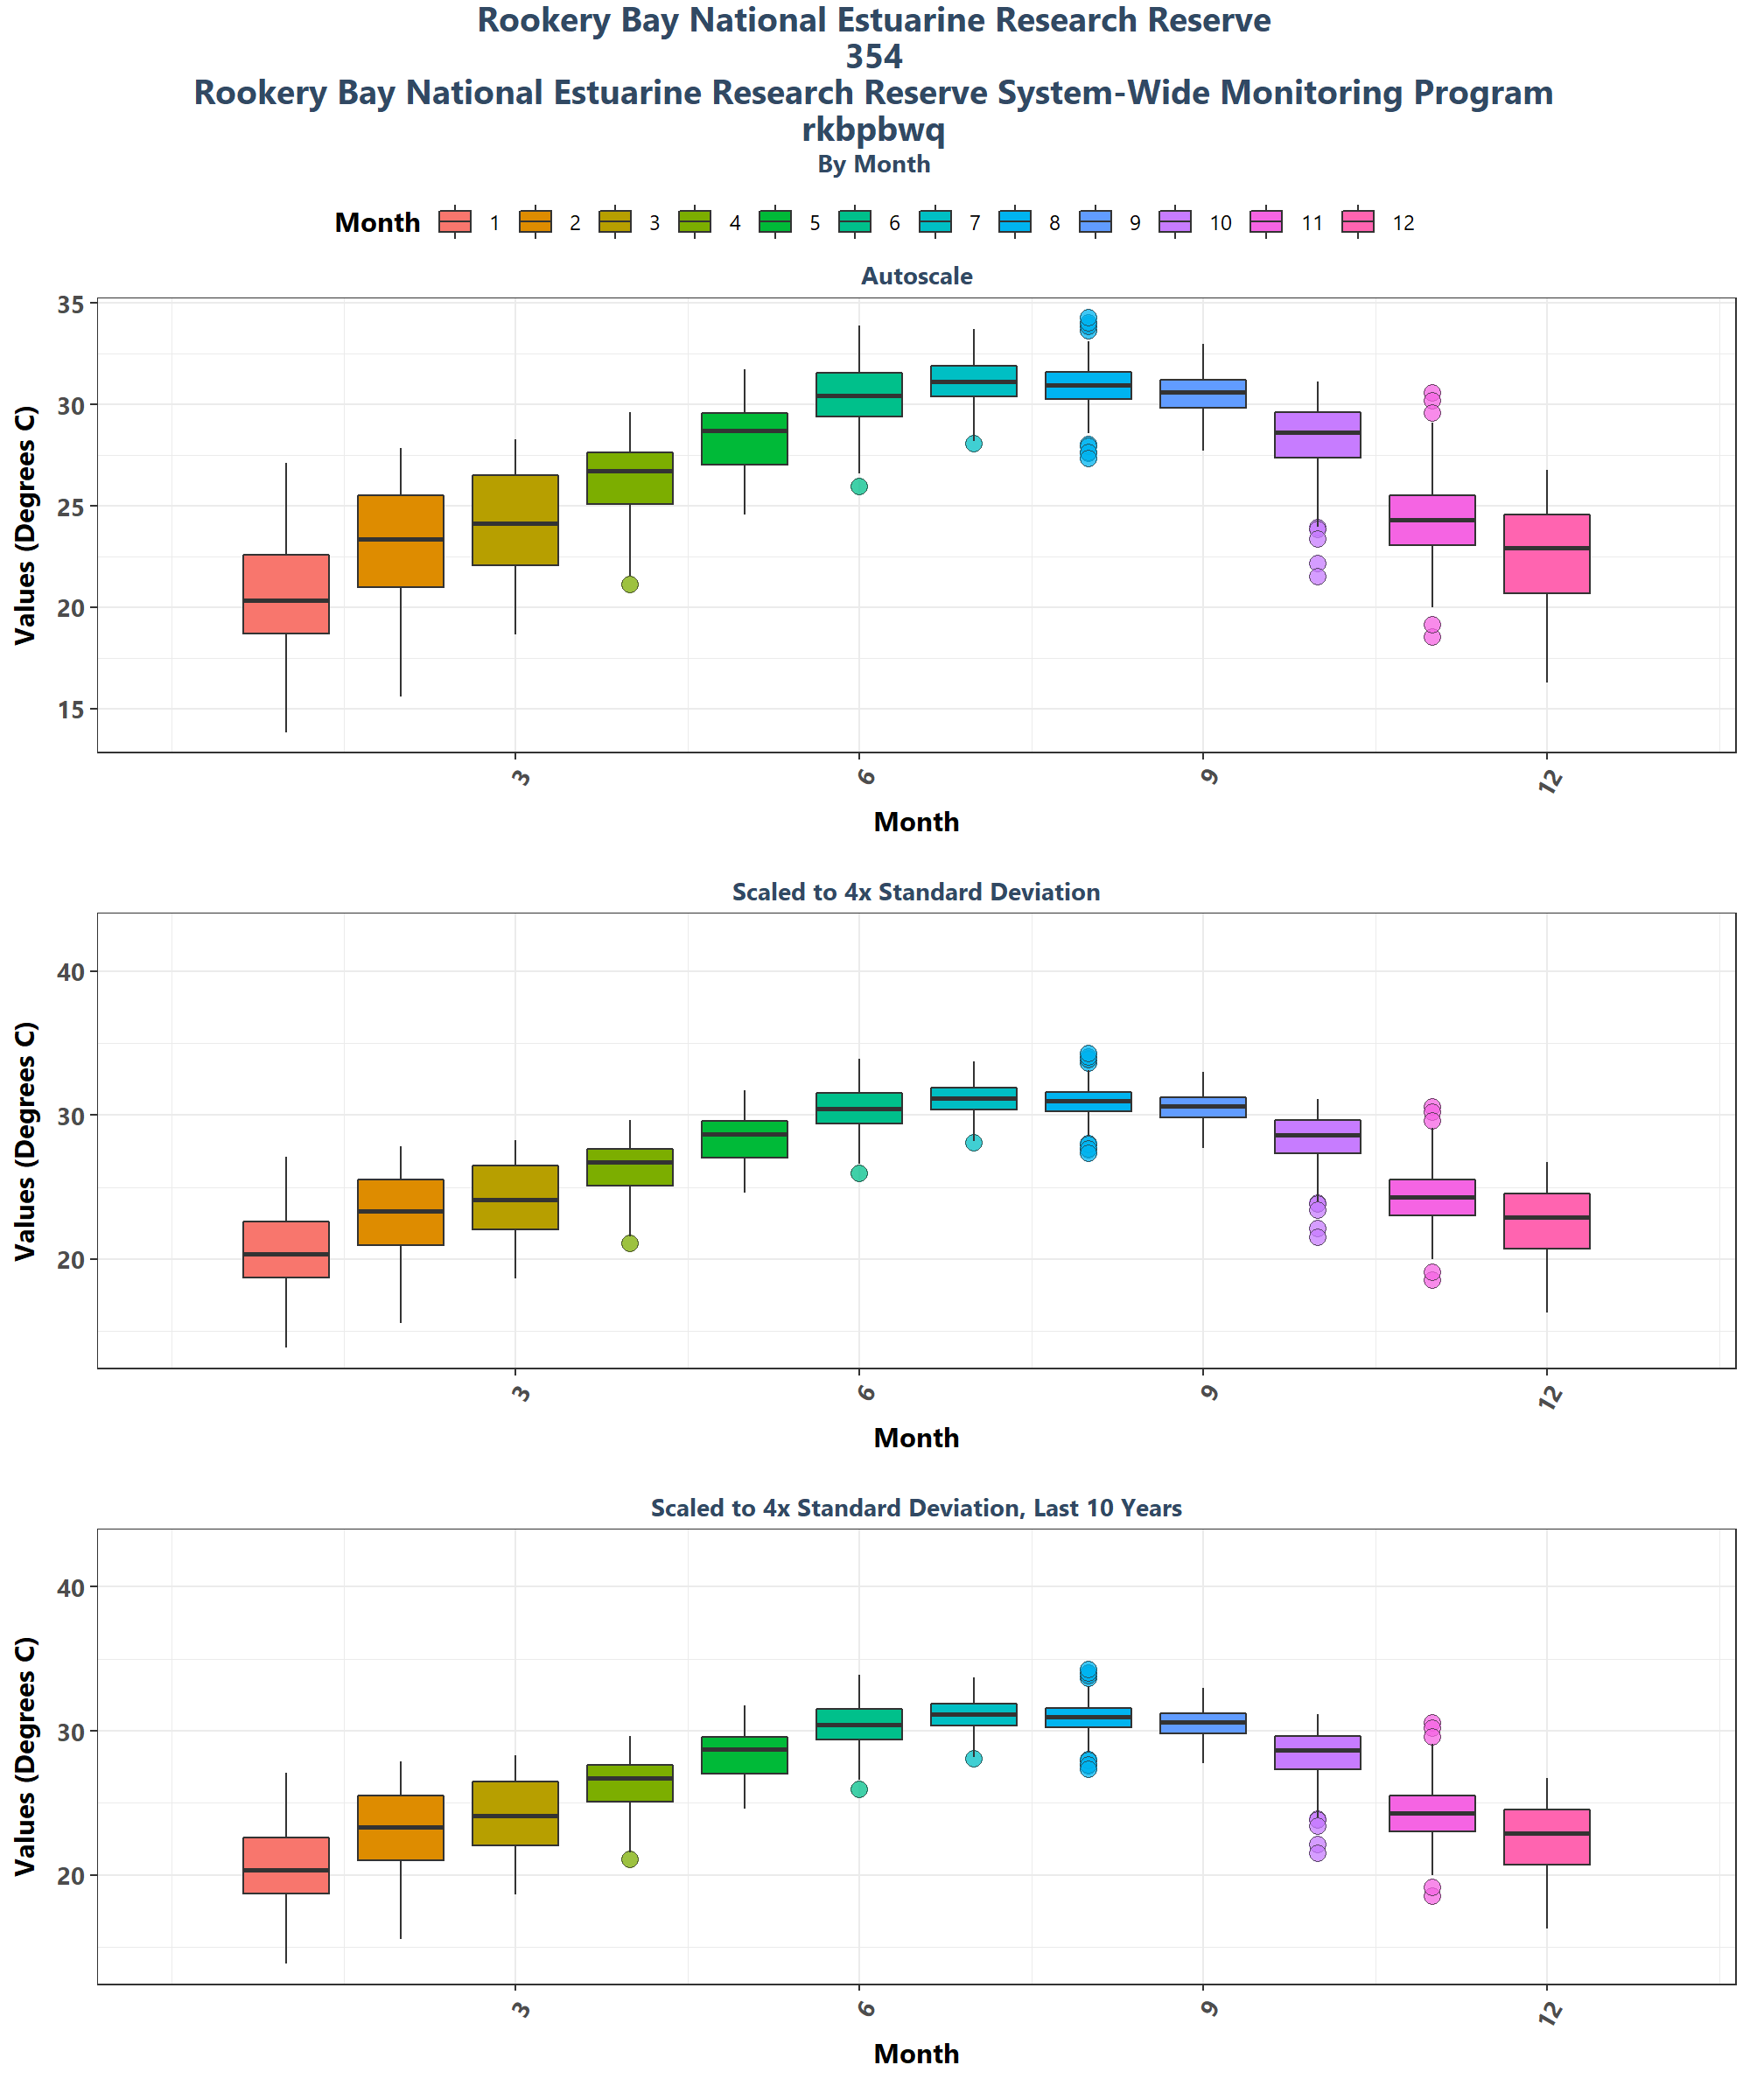 Rookery Bay National Estuarine Research Reserve
354
Rookery Bay National Estuarine Research Reserve System-Wide Monitoring Program
rkbpbwq
By Month
Month 1 2 3 4 5 6 7 8 9 10 11 12
Autoscale
Values (Degrees C)
35
30
25
20
15
3 6 9 12
Month
Scaled to 4x Standard Deviation
Values (Degrees C)
40
30
20
3 6 9 12
Month
Scaled to 4x Standard Deviation, Last 10 Years
Values (Degrees C)
40
30
20
3 6 9 12
Month